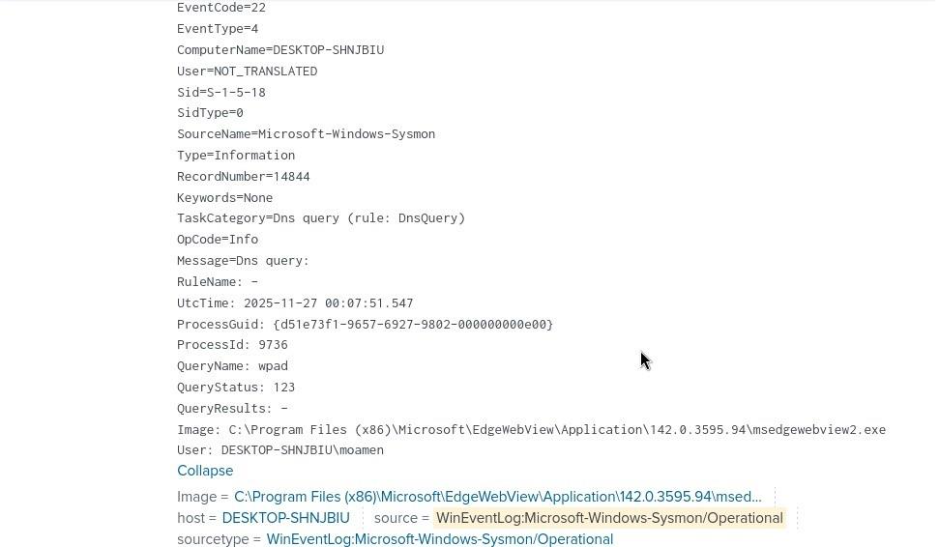 EventCode=22
EventType=4
ComputerName=DESKTOP-SHNJBIU
User=NOT_TRANSLATED
Sid=S-1-5-18
SidType=0
SourceName=Microsoft-Windows-Sysmon
Type=Information
RecordNumber=14844
Keywords=None
TaskCategory=Dns query (rule: DnsQuery)
OpCode=Info
Message=Dns query:
RuleName: -
UtcTime: 2025-11-27 00:07:51.547
ProcessGuid: {d51e73f1-9657-6927-9802-000000000e00}
ProcessId: 9736
QueryName: wpad
QueryStatus: 123
QueryResults: -
Image: C:\Program Files (x86)\Microsoft\EdgeWebView\Application\142.0.3595.94\msedgewebview2.exe
User: DESKTOP-SHNJBIU\moamen
Collapse
Image = C:\Program Files (x86)\Microsoft\EdgeWebView\Application\142.0.3595.94\msed...
host = DESKTOP-SHNJBIU source = WinEventLog:Microsoft-Windows-Sysmon/Operational
sourcetype = WinEventLog:Microsoft-Windows-Sysmon/Operational